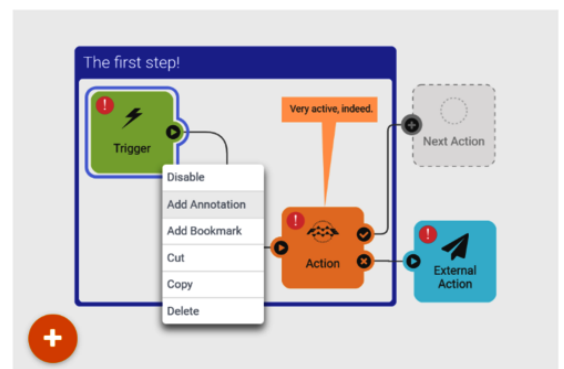 The first step!
Very active, indeed.
Trigger
Next Action
Disable
Add Annotation
Add Bookmark
Cut
Copy
Delete
Action
External
Action